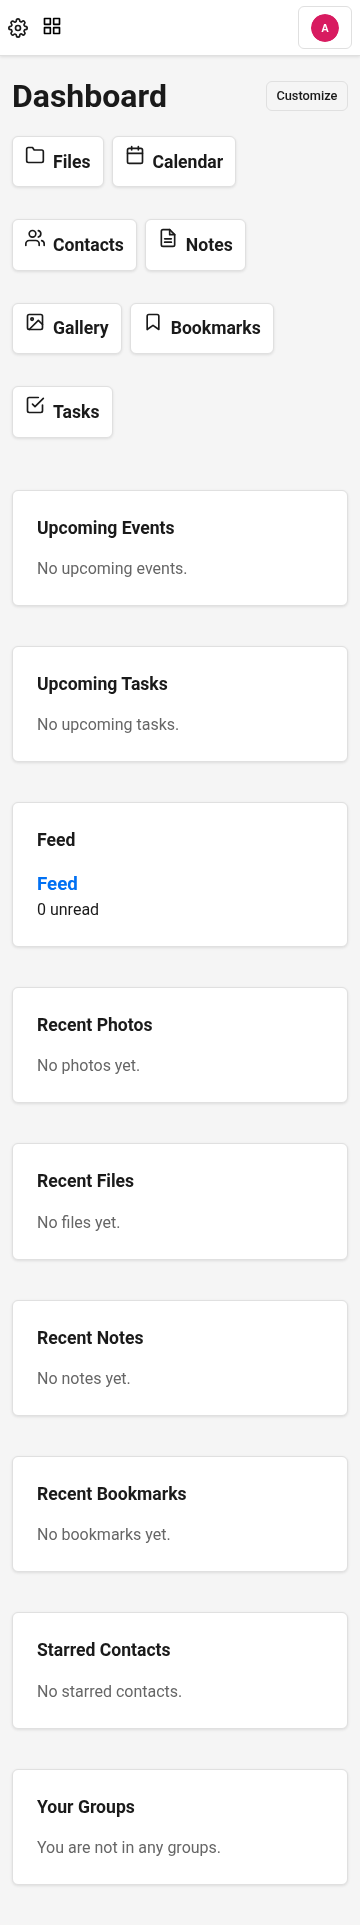 A
Dashboard
Customize
Files
Calendar
Contacts
Notes
Gallery
Bookmarks
Tasks
Upcoming Events
No upcoming events.
Upcoming Tasks
No upcoming tasks.
Feed
Feed
0 unread
Recent Photos
No photos yet.
Recent Files
No files yet.
Recent Notes
No notes yet.
Recent Bookmarks
No bookmarks yet.
Starred Contacts
No starred contacts.
Your Groups
You are not in any groups.